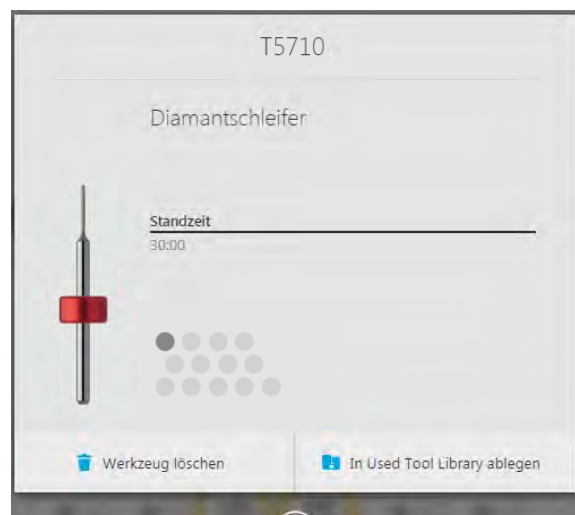 T5710
Diamantschleifer
Standzeit
30:00
Werkzeug löschen
In Used Tool Library ablegen